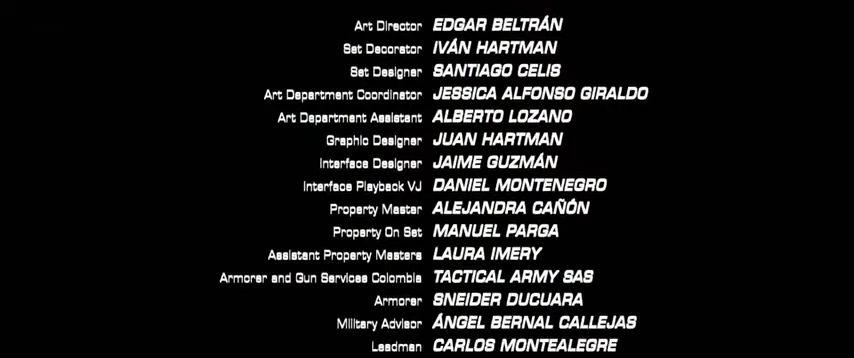 Art Director EDGAR BELTRÁN
Set Decorator IVÁN HARTMAN
Set Designer SANTIAGO CELIS
Art Department Coordinator JESSICA ALFONSO GIRALDO
Art Department Assistant ALBERTO LOZANO
Graphic Designer JUAN HARTMAN
Interface Designer JAIME GUZMÁN
Interface Playback VJ DANIEL MONTENEGRO
Property Master ALEJANDRA CAÑÓN
Property On Set MANUEL PARGA
Assistant Property Masters LAURA IMERY
Armorer and Gun Services Colombia TACTICAL ARMY SAS
Armorer SNEIDER DUCUARA
Military Advisor ÁNGEL BERNAL CALLEJAS
Leadman CARLOS MONTEALEGRE